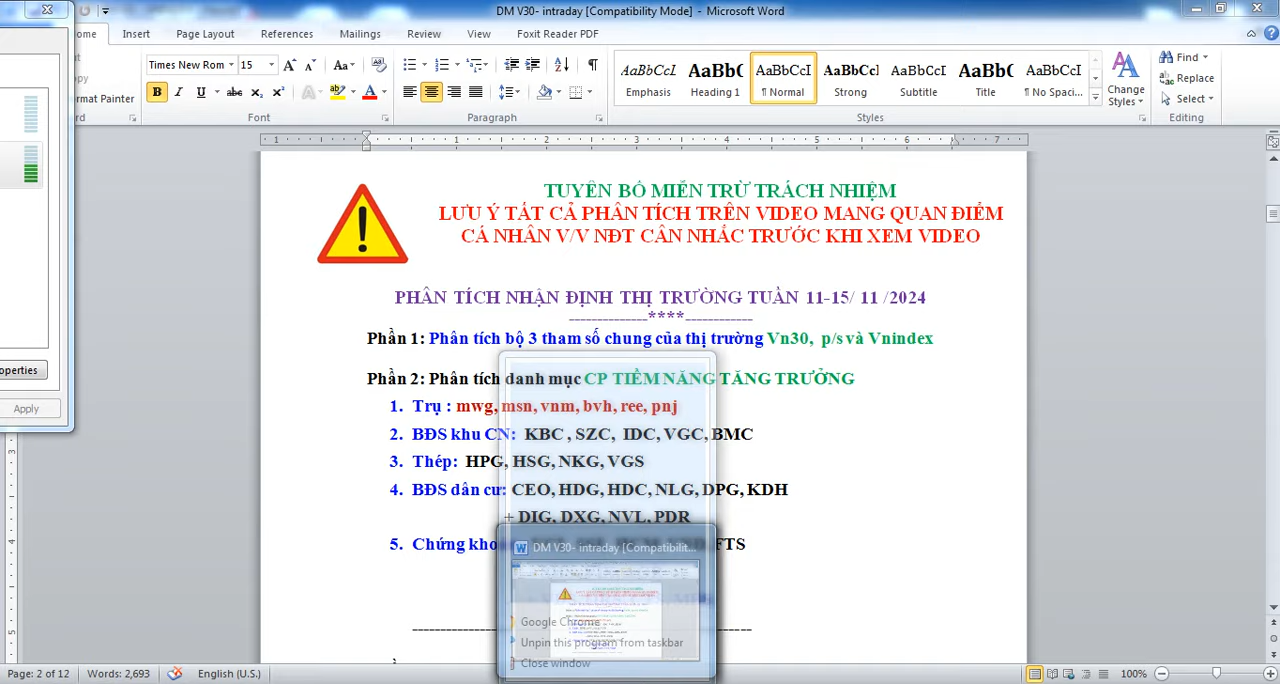 DM V30- intraday [Compatibility Mode] - Microsoft Word
ome Insert Page Layout References Mailings Review View Foxit Reader PDF
ormat Painter
Times New Rom 15
Font
Paragraph
AaBbCcI AaBb( AaBbCcI AaBbCcl AaBbCcI AaBb( AaBbCcI
Emphasis Heading 1 ¶ Normal Strong Subtitle Title ¶ No Spaci...
Styles
Change
Styles
Find
Replace
Select
Editing
operties
Apply
TUYÊN BỐ MIỄN TRỪ TRÁCH NHIỆM
LƯU Ý TẤT CẢ PHÂN TÍCH TRÊN VIDEO MANG QUAN ĐIỂM
CÁ NHÂN V/V NĐT CÂN NHẮC TRƯỚC KHI XEM VIDEO
PHÂN TÍCH NHẬN ĐỊNH THỊ TRƯỜNG TUẦN 11-15/ 11 /2024
-------------****-----------
Phần 1: Phân tích bộ 3 tham số chung của thị trường Vn30, p/s và Vnindex
Phần 2: Phân tích danh mục CP TIỀM NĂNG TĂNG TRƯỞNG
1. Trụ : mwg, msn, vnm, bvh, ree, pnj
2. BĐS khu CN: KBC , SZC, IDC, VGC, BMC
3. Thép: HPG, HSG, NKG, VGS
4. BĐS dân cư: CEO, HDG, HDC, NLG, DPG, KDH
+ DIG, DXG, NVL, PDR
5. Chứng kho FTS
DM V30- intraday [Compatibilit...
Google Chrome
Unpin this program from taskbar
Close window
Page: 2 of 12 Words: 2,693 English (U.S.) 100%